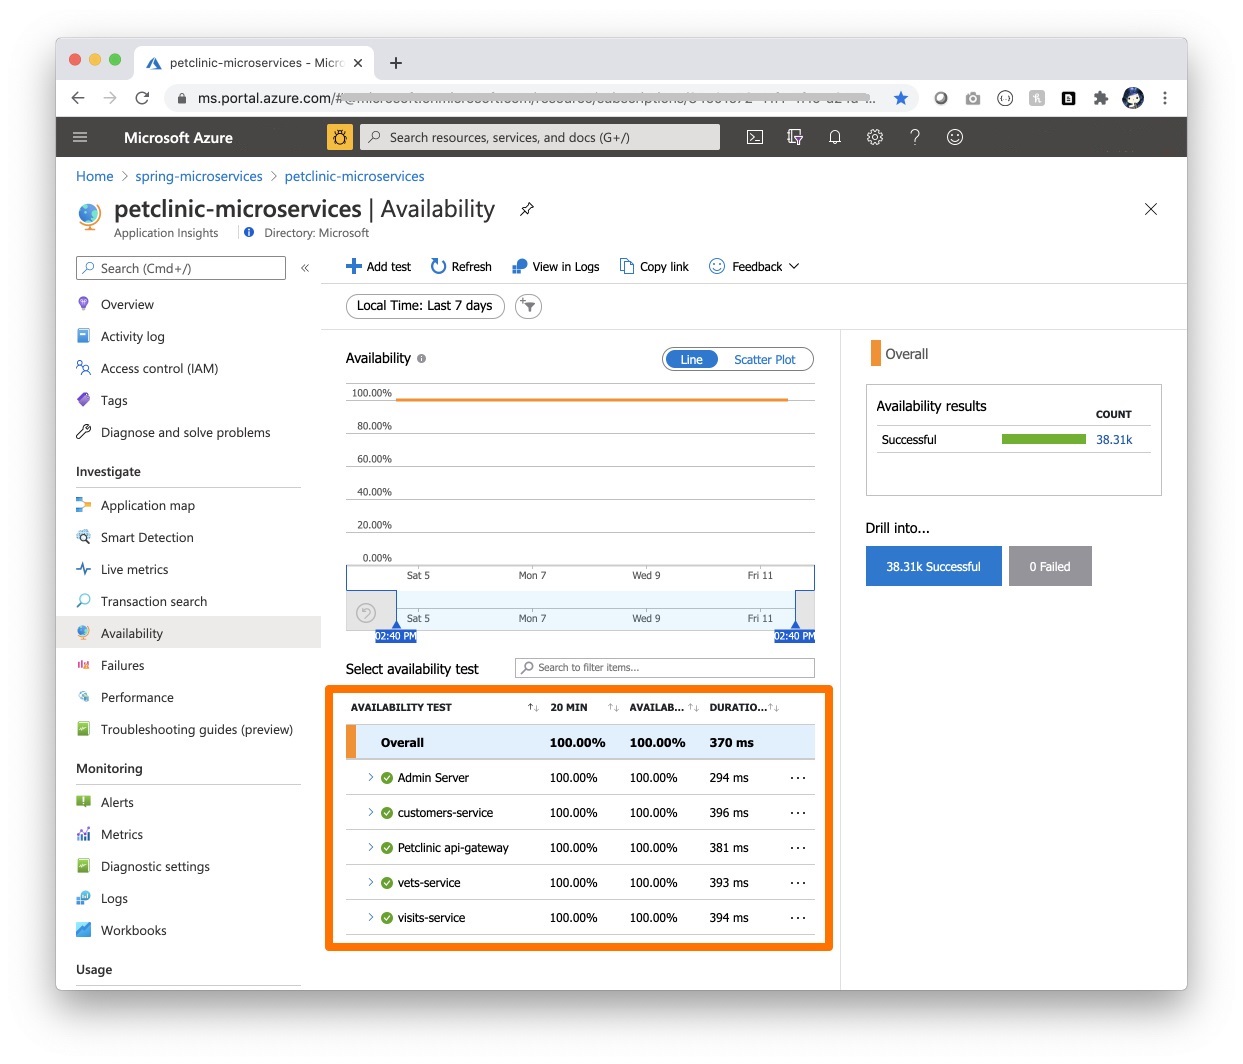 petclinic-microservices - Micro
ms.portal.azure.com/#
Microsoft Azure
Search resources, services, and docs (G+/)
Home > spring-microservices > petclinic-microservices
petclinic-microservices | Availability
Application Insights
Directory: Microsoft
Search (Cmd+/)
Overview
Activity log
Access control (IAM)
Tags
Diagnose and solve problems
Investigate
Application map
Smart Detection
Live metrics
Transaction search
Availability
Failures
Performance
Troubleshooting guides (preview)
Monitoring
Alerts
Metrics
Diagnostic settings
Logs
Workbooks
Usage
Add test
Refresh
View in Logs
Copy link
Feedback
Local Time: Last 7 days
Availability
Line
Scatter Plot
100.00%
80.00%
60.00%
40.00%
20.00%
0.00%
Sat 5 Mon 7 Wed 9 Fri 11
Sat 5 Mon 7 Wed 9 Fri 11
02:40 PM 02:40 PM
Select availability test
Search to filter items...
AVAILABILITY TEST 20 MIN AVAILAB... DURATIO...
Overall 100.00% 100.00% 370 ms
Admin Server 100.00% 100.00% 294 ms
customers-service 100.00% 100.00% 396 ms
Petclinic api-gateway 100.00% 100.00% 381 ms
vets-service 100.00% 100.00% 393 ms
visits-service 100.00% 100.00% 394 ms
Overall
Availability results
COUNT
Successful 38.31k
Drill into...
38.31k Successful
0 Failed